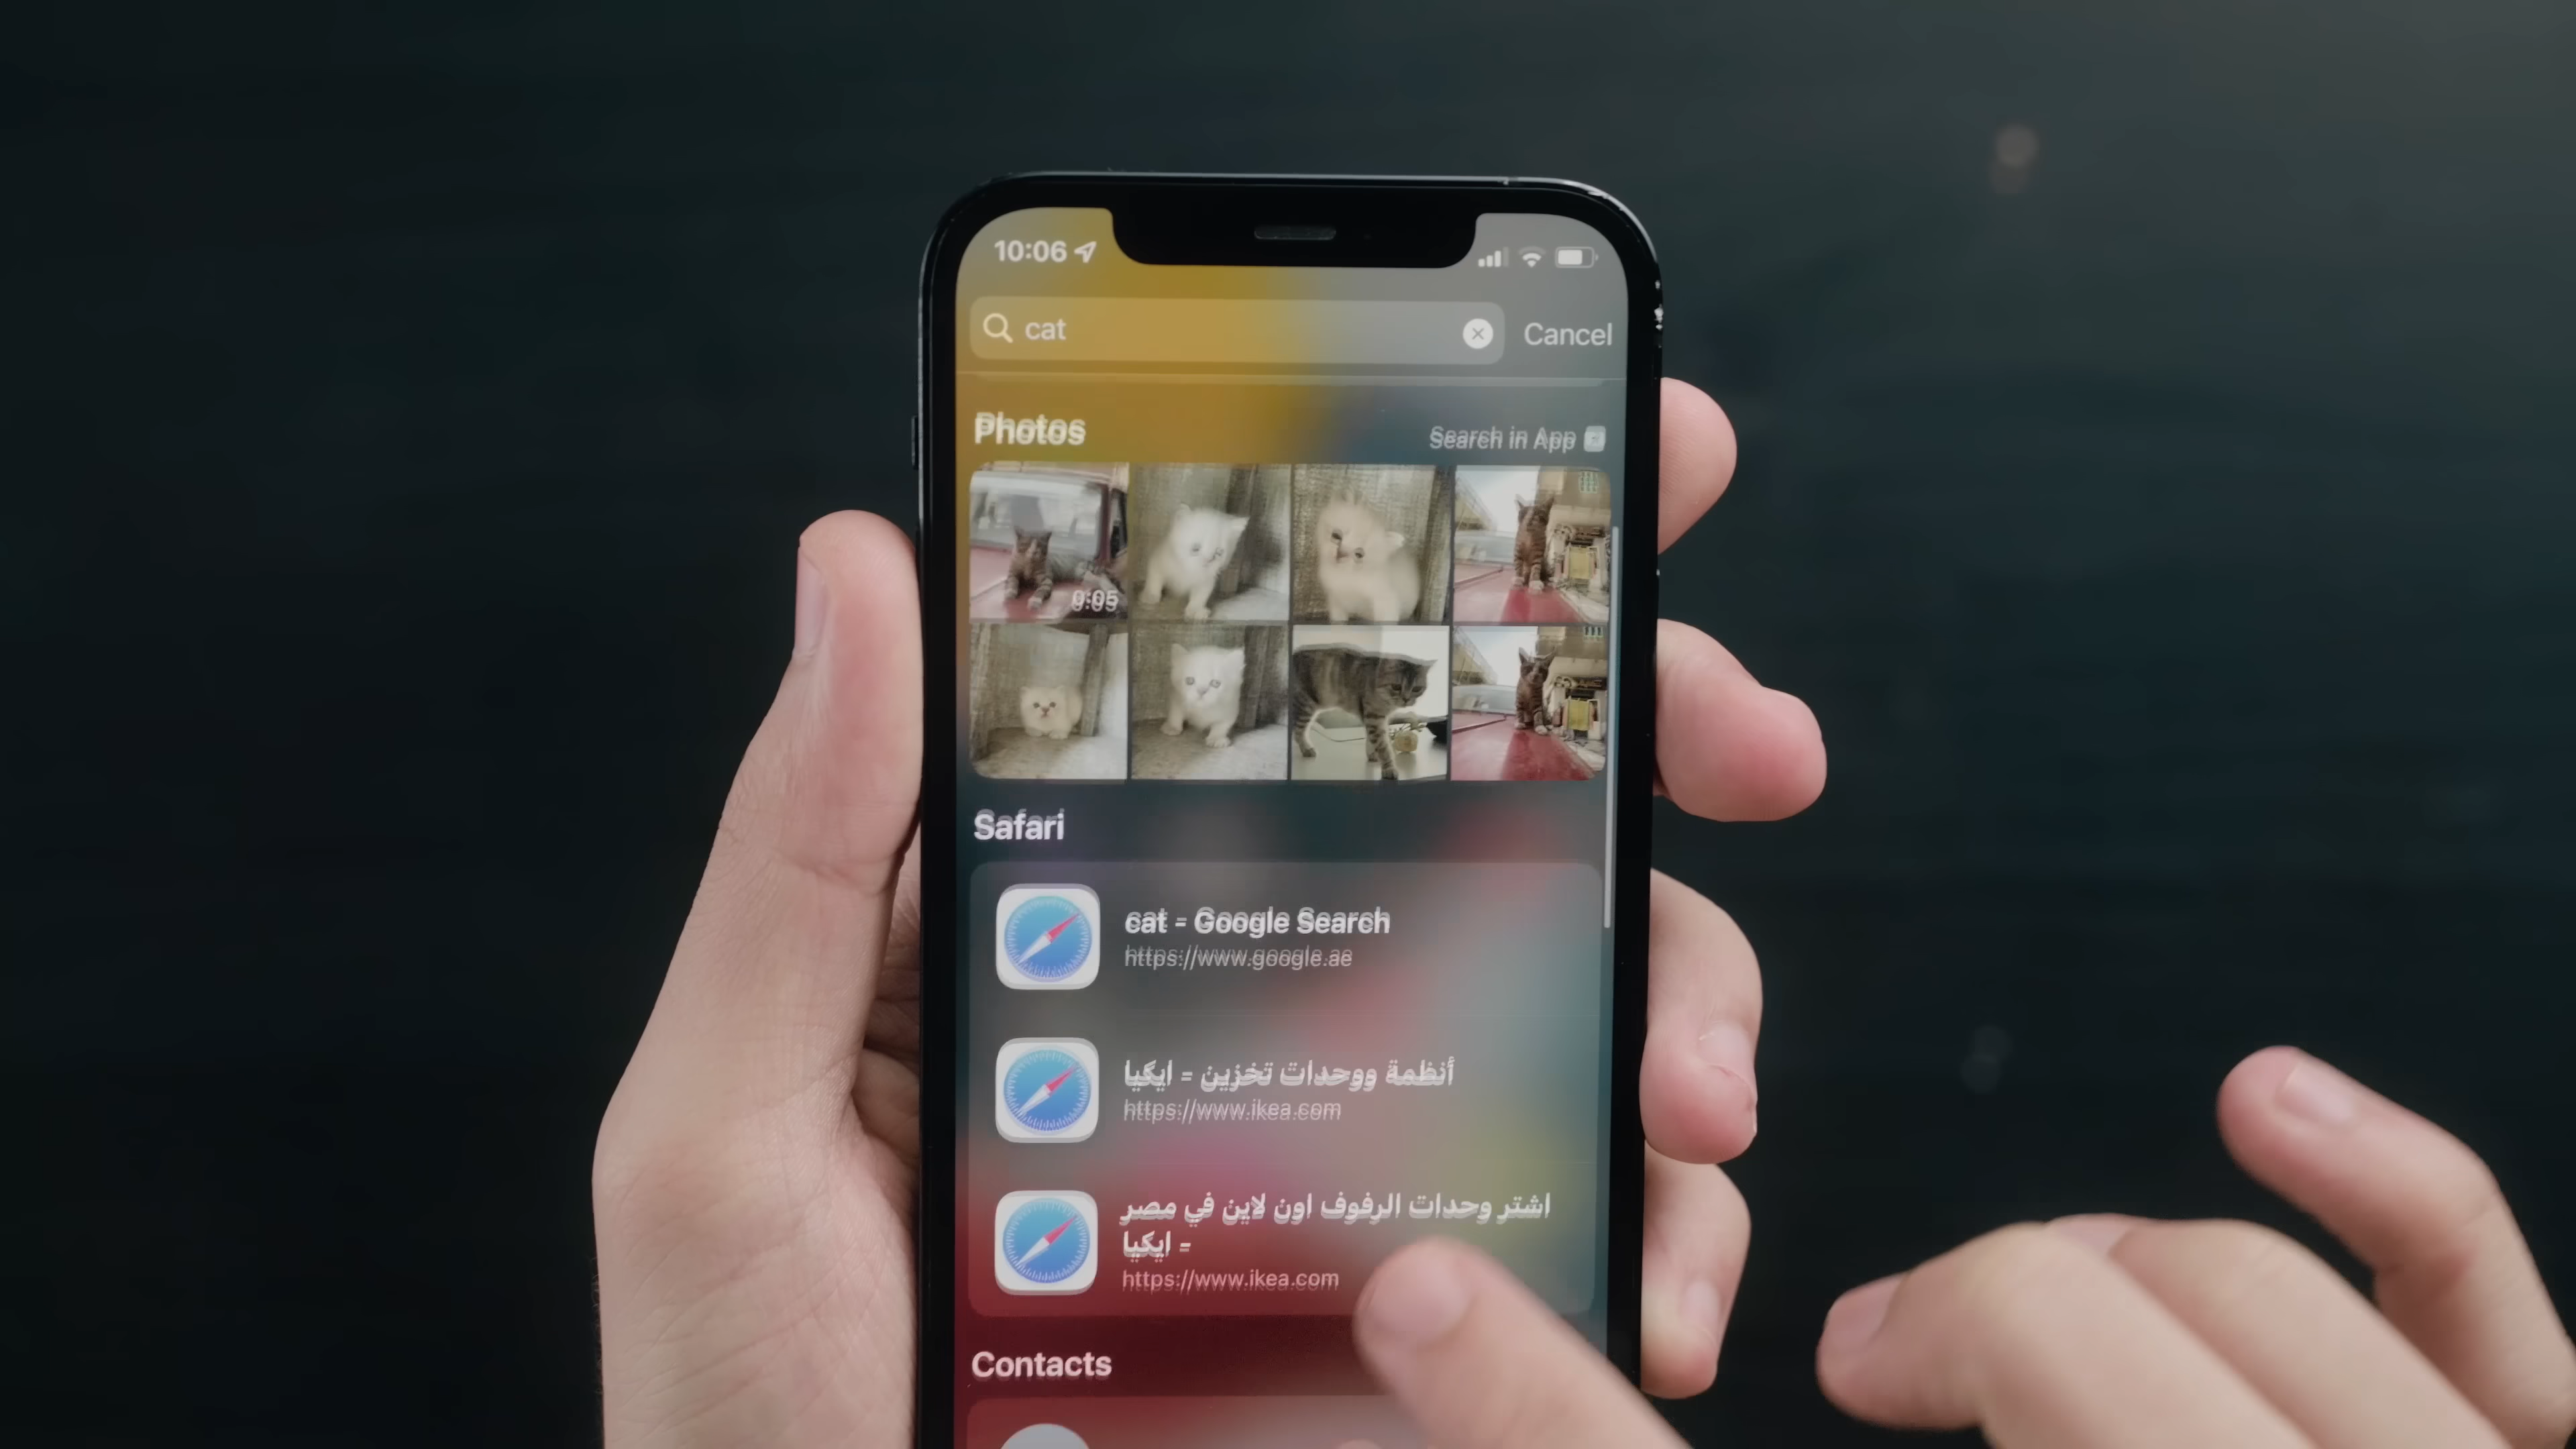 10:06
cat
Cancel
Photos
Search in App
0:05
Safari
cat - Google Search
https://www.google.ae
أنظمة ووحدات تخزين - ايكيا
https://www.ikea.com
اشتر وحدات الرفوف اون لاين في مصر
- ايكيا
https://www.ikea.com
Contacts